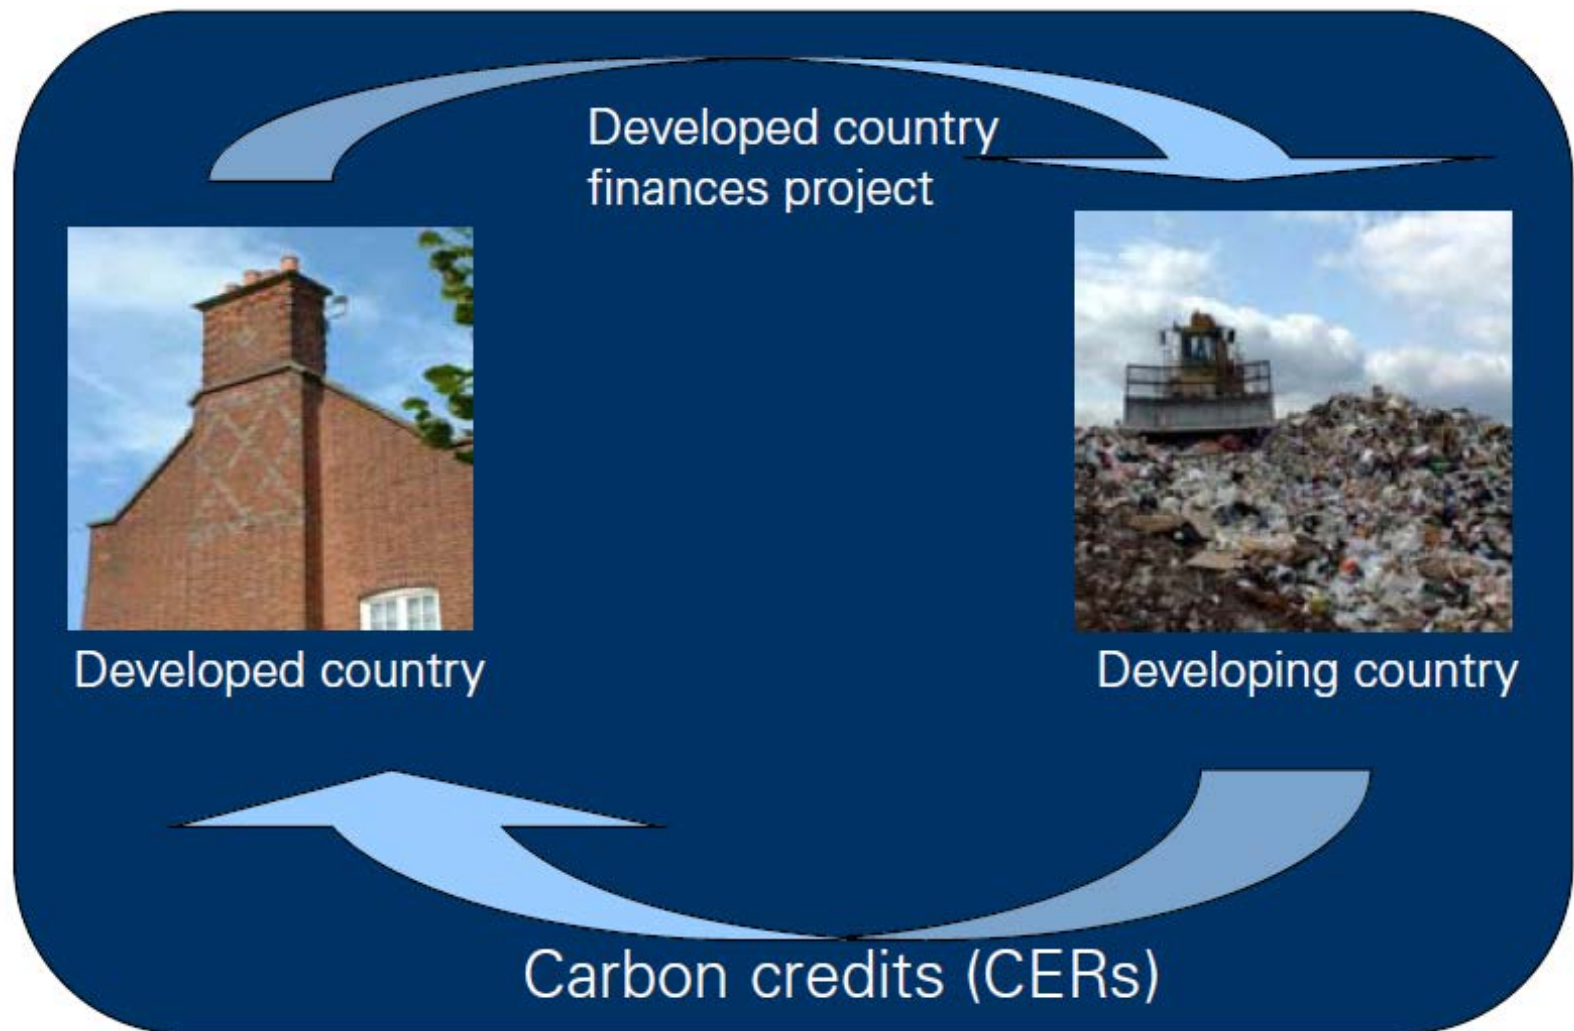 Developed country
finances project
Developed country
Developing country
Carbon credits (CERs)